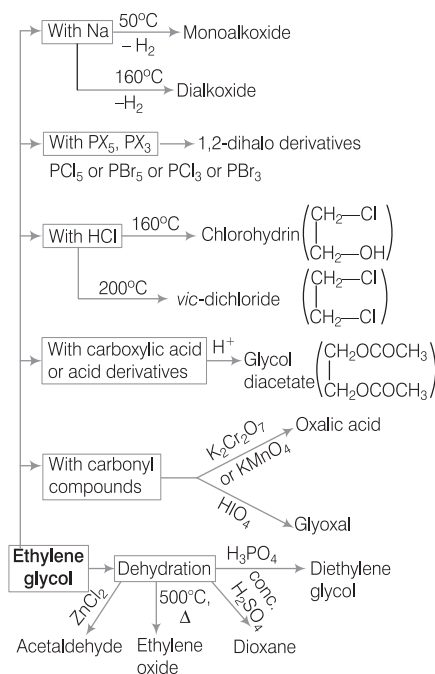 With Na 50°C – H₂ Monoalkoxide
160°C –H₂ Dialkoxide
With PX₅, PX₃ 1,2-dihalo derivatives
PCl₅ or PBr₅ or PCl₃ or PBr₃
With HCl 160°C Chlorohydrin (CH₂—Cl
CH₂—OH)
200°C vic-dichloride (CH₂—Cl
CH₂—Cl)
With carboxylic acid
or acid derivatives
H⁺
Glycol
diacetate
(CH₂OCOCH₃
CH₂OCOCH₃)
With carbonyl
compounds
K₂Cr₂O₇
or KMnO₄
Oxalic acid
HIO₄
Glyoxal
Ethylene
glycol
Dehydration
H₃PO₄
Diethylene
glycol
ZnCl₂
Acetaldehyde
500°C,
Δ
Ethylene
oxide
conc.
H₂SO₄
Dioxane